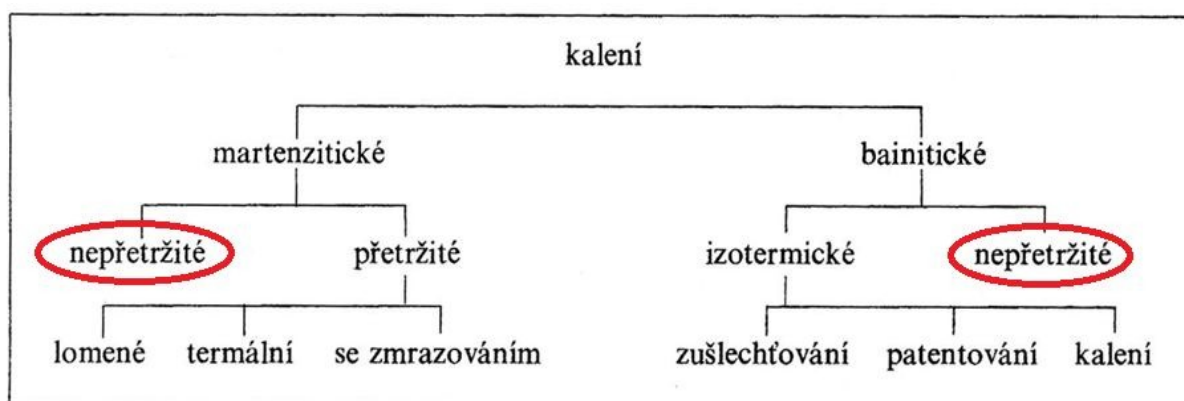 kalení
martenzitické bainitické
nepřetržité přetržité izotermické nepřetržité
lomené termální se zmrazováním zušlechťování patentování kalení